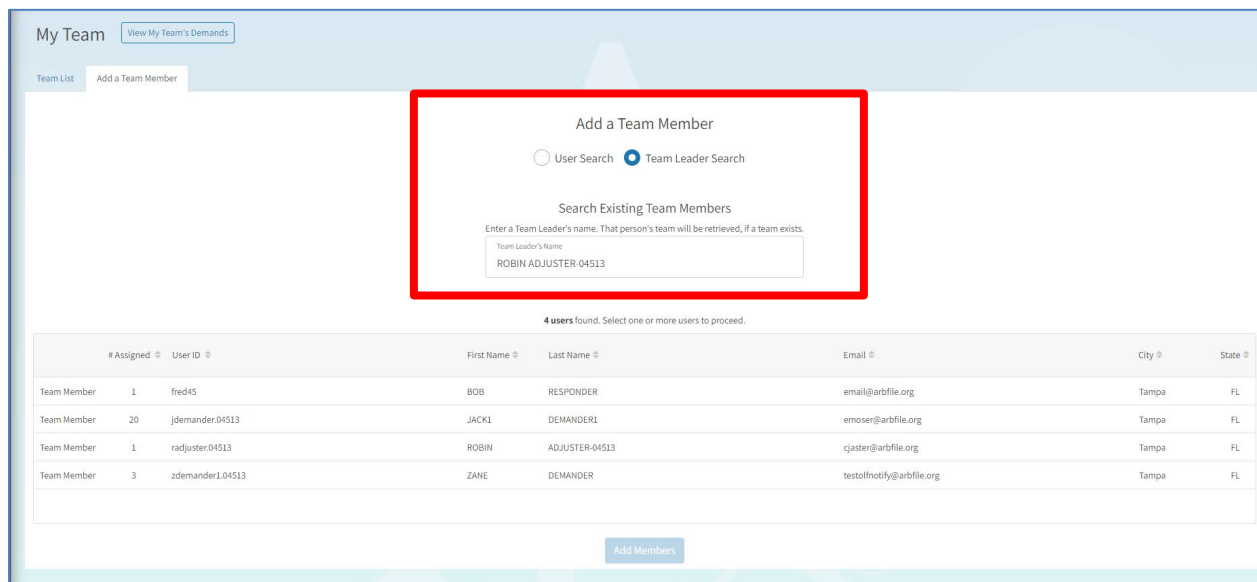 My Team View My Team's Demands
Team List Add a Team Member
Add a Team Member
User Search Team Leader Search
Search Existing Team Members
Enter a Team Leader's name. That person's team will be retrieved, if a team exists.
Team Leader's Name
ROBIN ADJUSTER-04513
4 users found. Select one or more users to proceed.
# Assigned User ID First Name Last Name Email City State
Team Member 1 fred45 BOB RESPONDER email@arbfile.org Tampa FL
Team Member 20 jdemander.04513 JACK1 DEMANDER1 emoser@arbfile.org Tampa FL
Team Member 1 radjuster.04513 ROBIN ADJUSTER-04513 cjaster@arbfile.org Tampa FL
Team Member 3 zdemander1.04513 ZANE DEMANDER testolfnotify@arbfile.org Tampa FL
Add Members